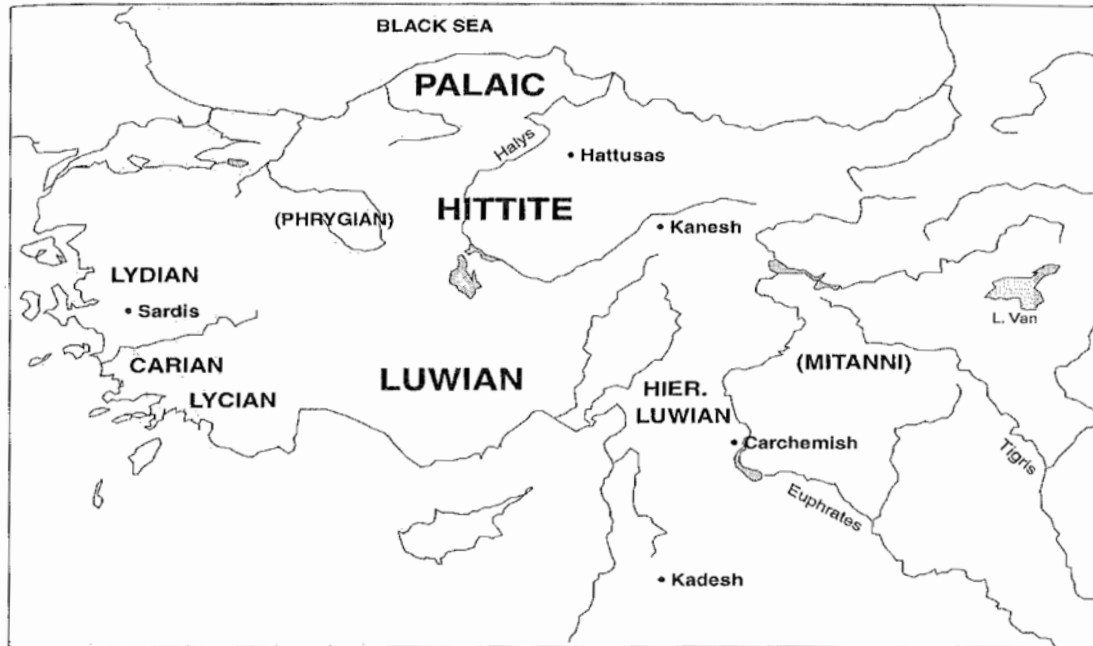 BLACK SEA
PALAIC
Halys
Hattusas
(PHRYGIAN)
HITTITE
Kanesh
LYDIAN
Sardis
L. Van
CARIAN
LYCIAN
LUWIAN
(MITANNI)
HIER.
LUWIAN
Carchemish
Tigris
Euphrates
Kadesh